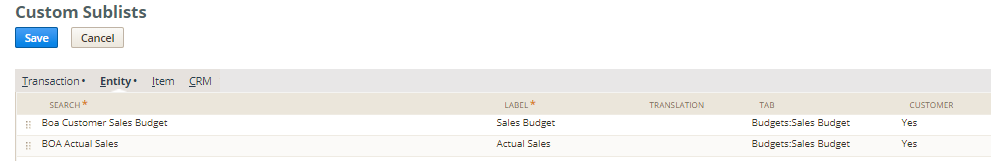 Custom Sublists
Save Cancel
Transaction • Entity • Item CRM
SEARCH * LABEL * TRANSLATION TAB CUSTOMER
Boa Customer Sales Budget Sales Budget Budgets:Sales Budget Yes
BOA Actual Sales Actual Sales Budgets:Sales Budget Yes